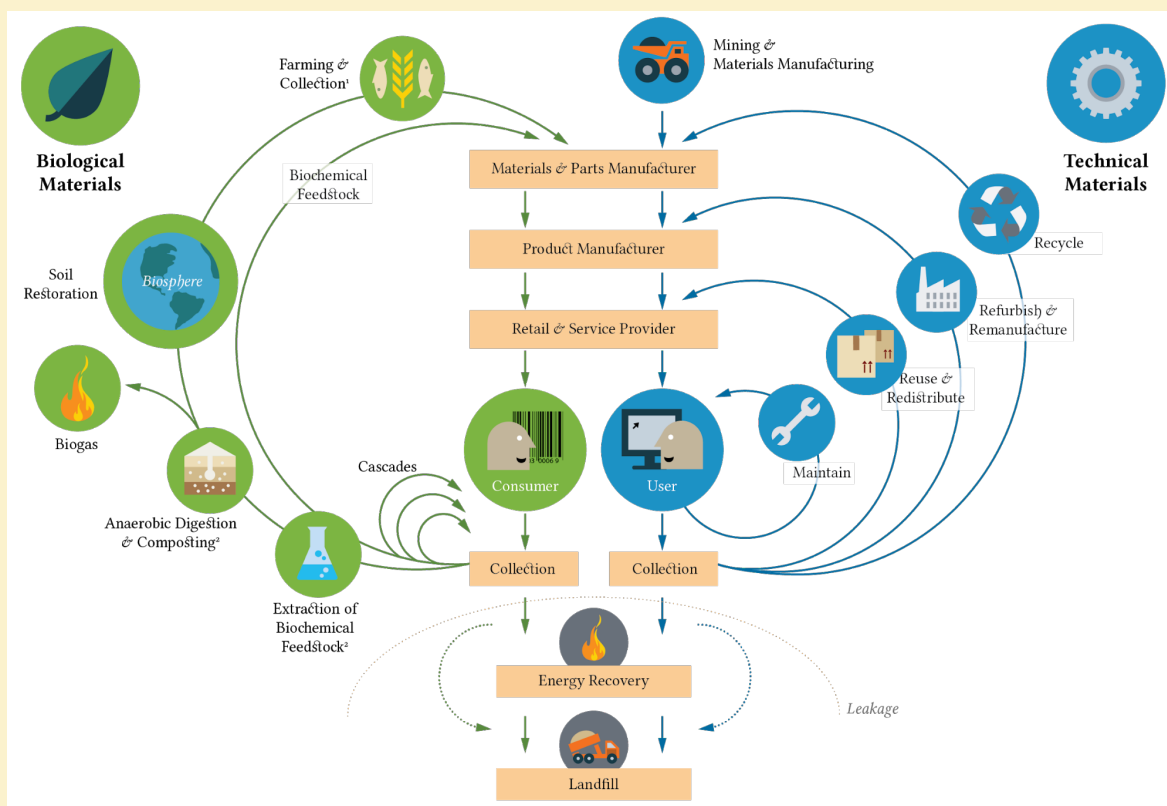 Farming &
Collection¹
Mining &
Materials Manufacturing
Biological
Materials
Technical
Materials
Materials & Parts Manufacturer
Biochemical
Feedstock
Recycle
Product Manufacturer
Soil
Restoration
Biosphere
Refurbish &
Remanufacture
Retail & Service Provider
Reuse &
Redistribute
Biogas
Cascades
Consumer
User
Maintain
Anaerobic Digestion
& Composting²
Collection
Collection
Extraction of
Biochemical
Feedstock²
Energy Recovery
Leakage
Landfill